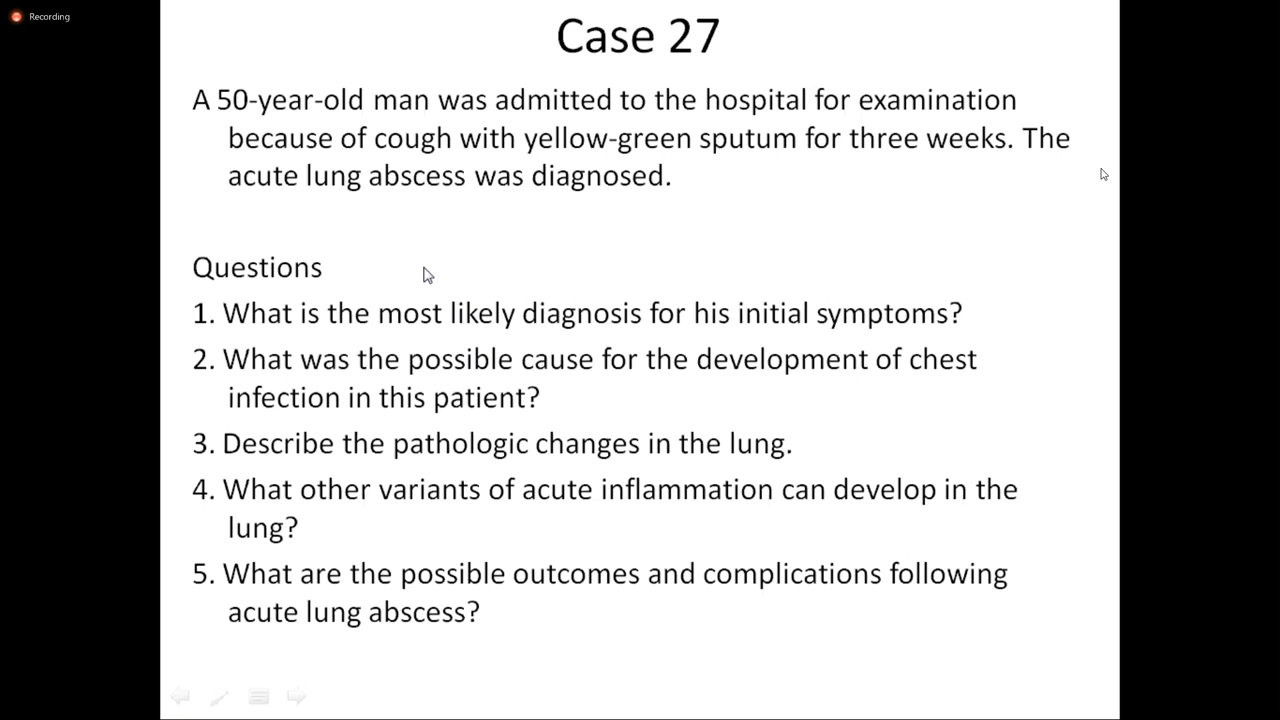 Recording
Case 27
A 50-year-old man was admitted to the hospital for examination
because of cough with yellow-green sputum for three weeks. The
acute lung abscess was diagnosed.
Questions
1. What is the most likely diagnosis for his initial symptoms?
2. What was the possible cause for the development of chest
infection in this patient?
3. Describe the pathologic changes in the lung.
4. What other variants of acute inflammation can develop in the
lung?
5. What are the possible outcomes and complications following
acute lung abscess?